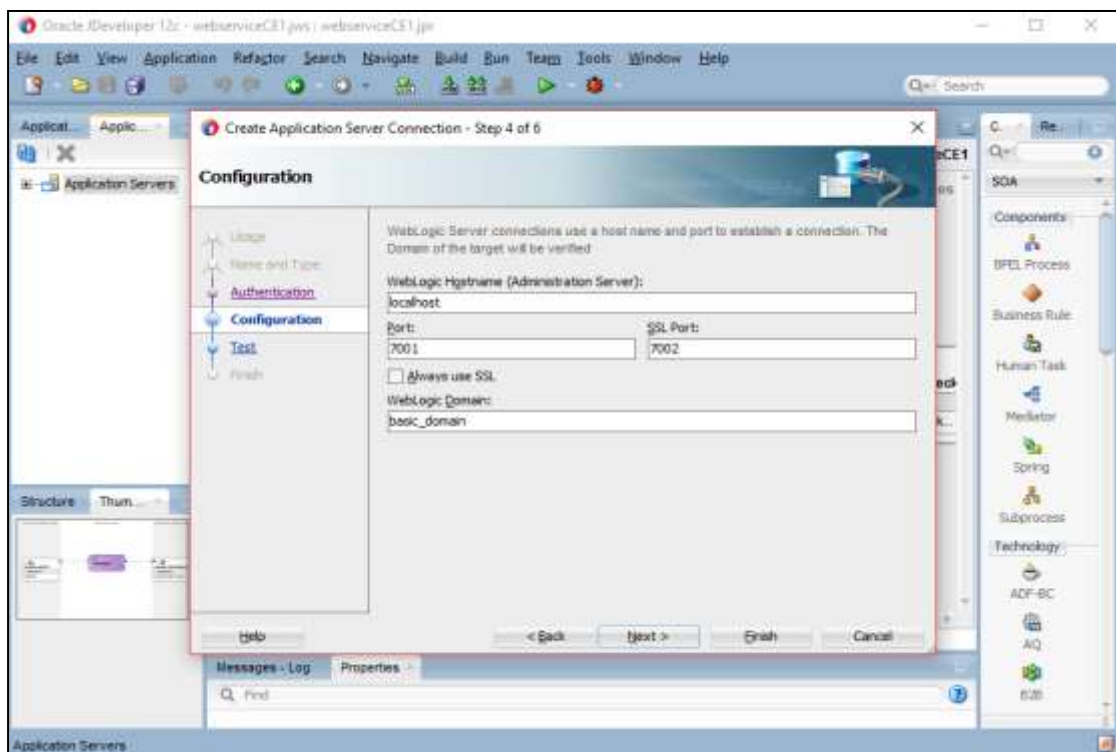 Oracle JDeveloper 12c - webserviceCE1.jws : webserviceCE1.jpr
File Edit View Application Refactor Search Navigate Build Run Team Tools Window Help
Search
Applicat... Applic...
Application Servers
Create Application Server Connection - Step 4 of 6
Configuration
Usage
Name and Type
Authentication
Configuration
Test
Finish
WebLogic Server connections use a host name and port to establish a connection. The
Domain of the target will be verified
WebLogic Hostname (Administration Server):
localhost
Port: SSL Port:
7001 7002
Always use SSL
WebLogic Domain:
basic_domain
Help < Back Next > Finish Cancel
C... Re...
SOA
Components
BPEL Process
Business Rule
Human Task
Mediator
Spring
Subprocess
Technology
ADF-BC
AQ
B2B
Structure Thum...
Messages - Log Properties
Find
Application Servers